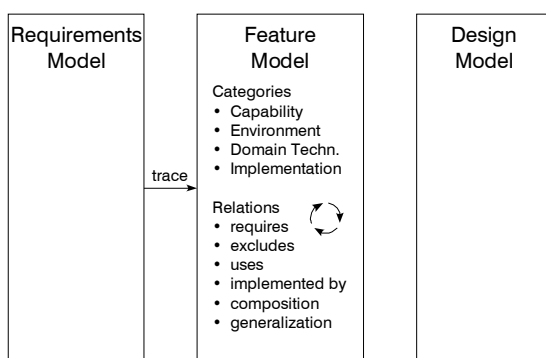 Requirements
Model
Feature
Model
Design
Model
Categories
• Capability
• Environment
• Domain Techn.
• Implementation
trace
Relations
• requires
• excludes
• uses
• implemented by
• composition
• generalization